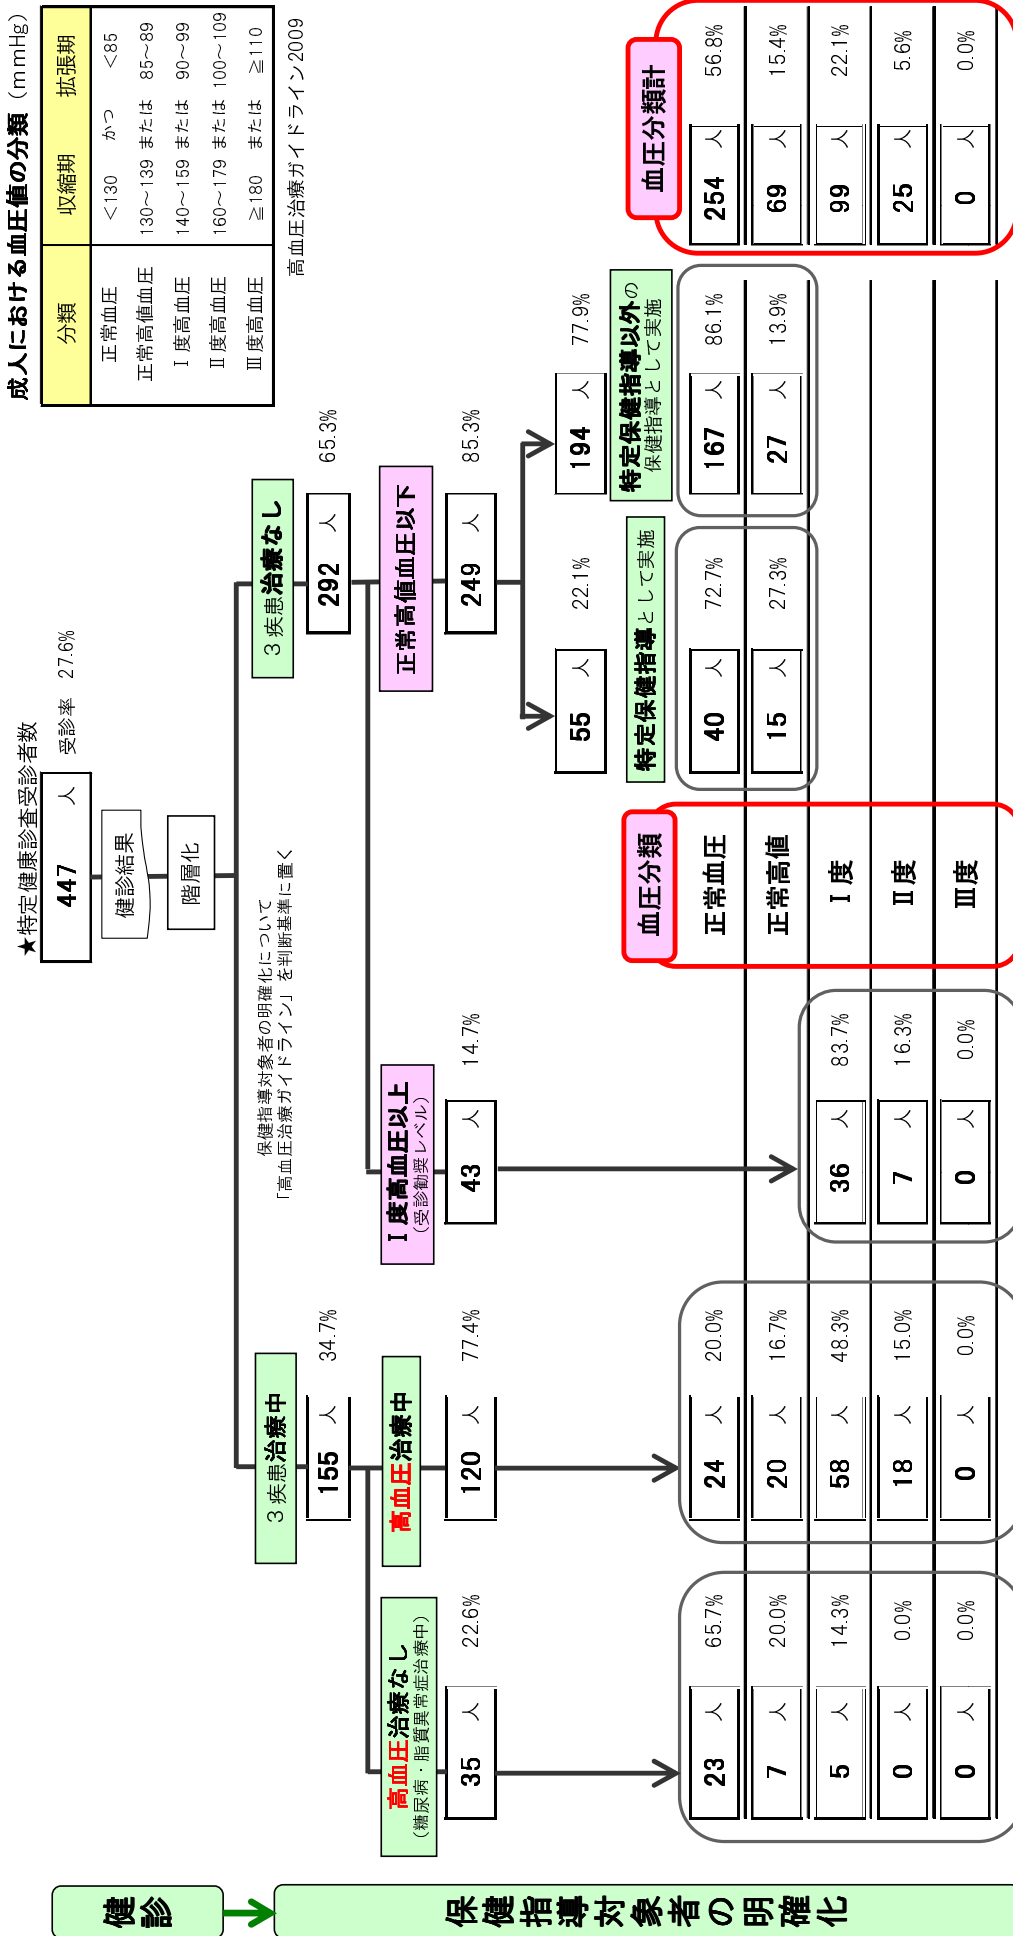 健診
保健指導対象者の明確化
★特定健康診査受診者数
447 人 受診率 27.6%
健診結果
階層化
保健指導対象者の明確化について
「高血圧治療ガイドライン」を判断基準に置く
成人における血圧値の分類（mmHg）
分類 収縮期 拡張期
正常血圧 <130 かつ <85
正常高値血圧 130～139 または 85～89
Ⅰ度高血圧 140～159 または 90～99
Ⅱ度高血圧 160～179 または 100～109
Ⅲ度高血圧 ≧180 または ≧110
高血圧治療ガイドライン2009
3疾患治療中
155 人 34.7%
3疾患治療なし
292 人 65.3%
高血圧治療なし
（糖尿病・脂質異常症治療中）
35 人 22.6%
高血圧治療中
120 人 77.4%
Ⅰ度高血圧以上
（受診勧奨レベル）
43 人 14.7%
正常高値血圧以下
249 人 85.3%
55 人 22.1%
特定保健指導として実施
194 人 77.9%
特定保健指導以外の
保健指導として実施
血圧分類
血圧分類計
23 人 65.7% 24 人 20.0% 正常血圧 40 人 72.7% 167 人 86.1% 254 人 56.8%
7 人 20.0% 20 人 16.7% 正常高値 15 人 27.3% 27 人 13.9% 69 人 15.4%
5 人 14.3% 58 人 48.3% 36 人 83.7% Ⅰ度 99 人 22.1%
0 人 0.0% 18 人 15.0% 7 人 16.3% Ⅱ度 25 人 5.6%
0 人 0.0% 0 人 0.0% 0 人 0.0% Ⅲ度 0 人 0.0%